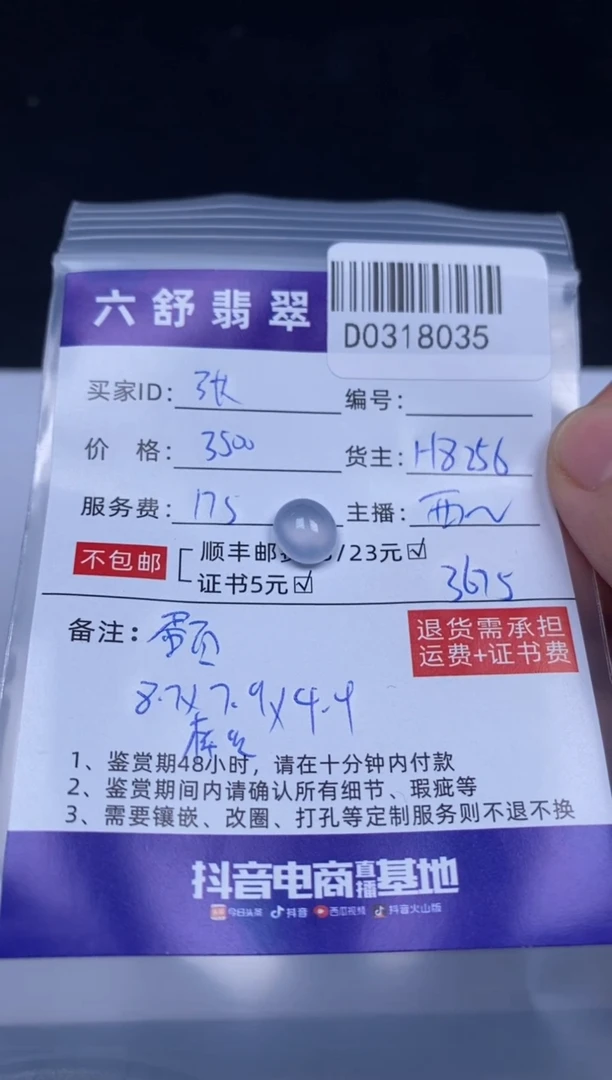 六舒翡翠
D0318035
买家ID: 张 编号:
价 格: 3500 货主: H8256
服务费: 175 主播: 西
不包邮 顺丰邮 /23元☑
证书5元☑ 3675
备注: 蛋面 退货需承担
运费+证书费
8.7x7.9x4.4
1、鉴赏期48小时，请在十分钟内付款
2、鉴赏期间内请确认所有细节、瑕疵等
3、需要镶嵌、改圈、打孔等定制服务则不退不换
抖音电商直播基地
今日头条 抖音 西瓜视频 抖音火山版